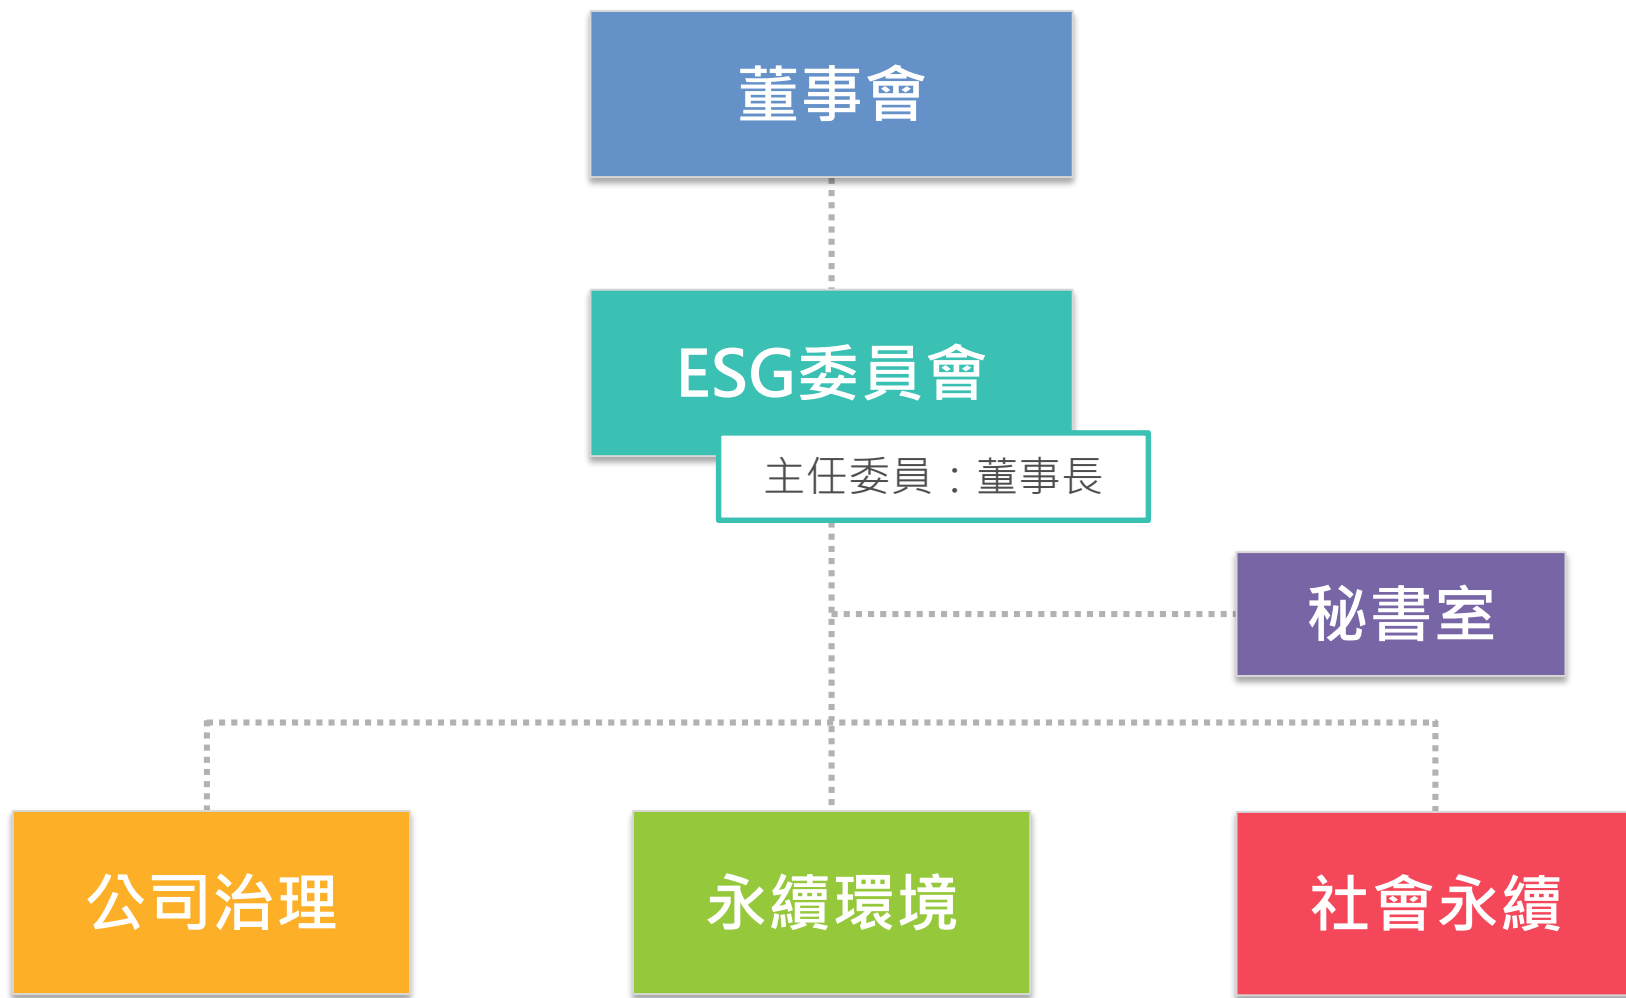 董事會
ESG委員會
主任委員：董事長
秘書室
公司治理
永續環境
社會永續